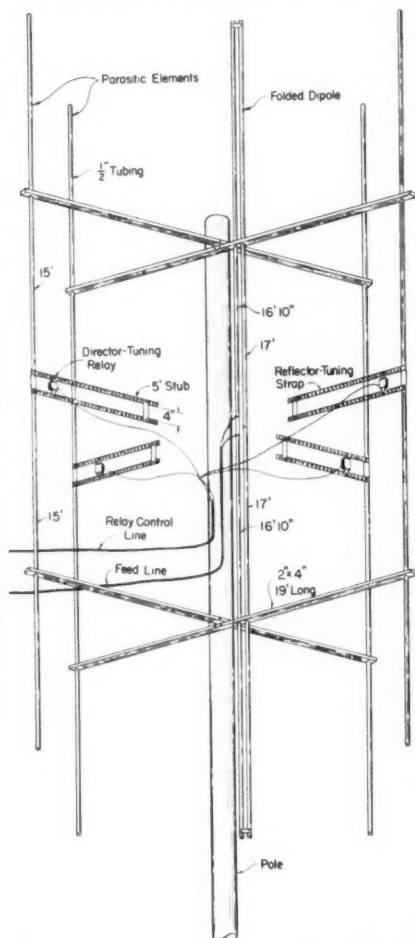 Parasitic Elements
Folded Dipole
1/2" Tubing
15'
16' 10"
17'
Director-Tuning
Relay
5' Stub
4"
Reflector-Tuning
Strap
15'
17'
16' 10"
Relay Control
Line
Feed Line
2" x 4"
19' Long
Pole